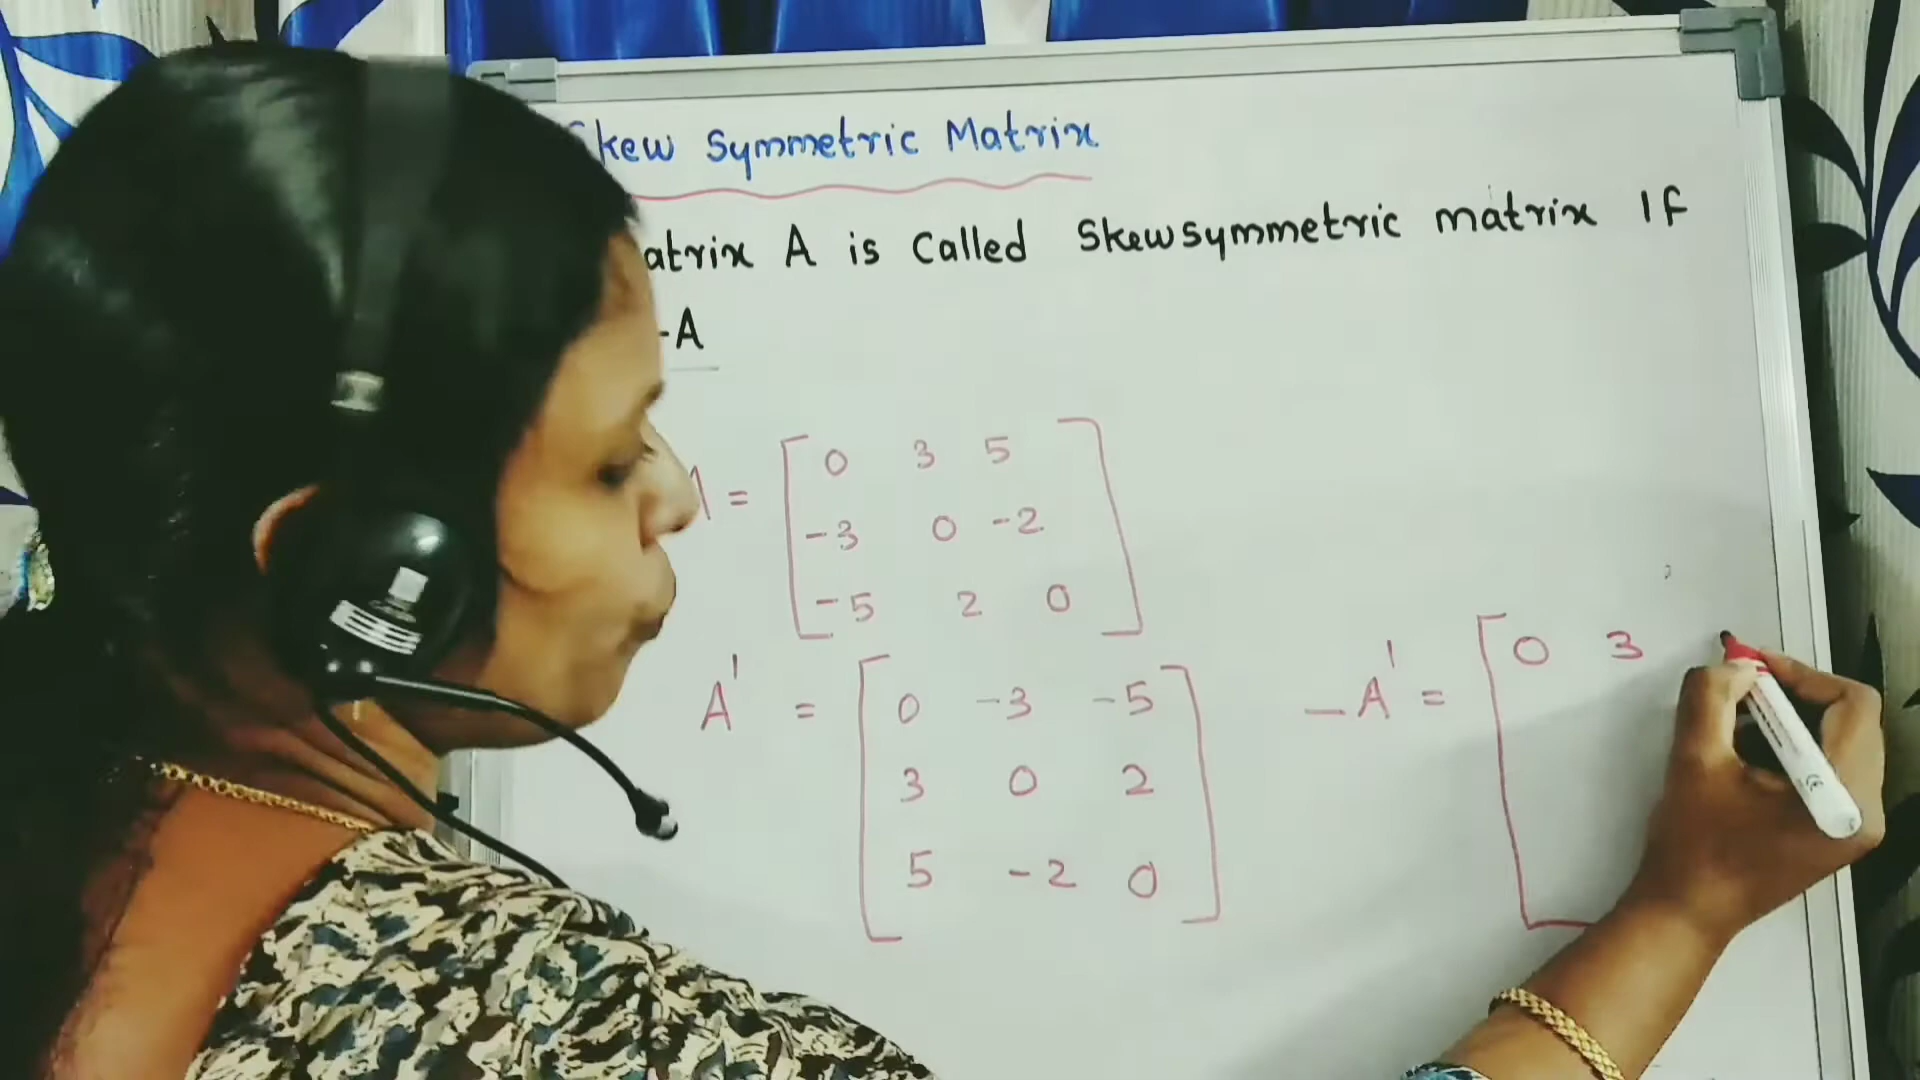 Skew Symmetric Matrix
atrix A is Called Skewsymmetric matrix If
-A
A = [ 0 3 5
-3 0 -2
-5 2 0 ]
A' = [ 0 -3 -5
3 0 2
5 -2 0 ]
-A' = [ 0 3